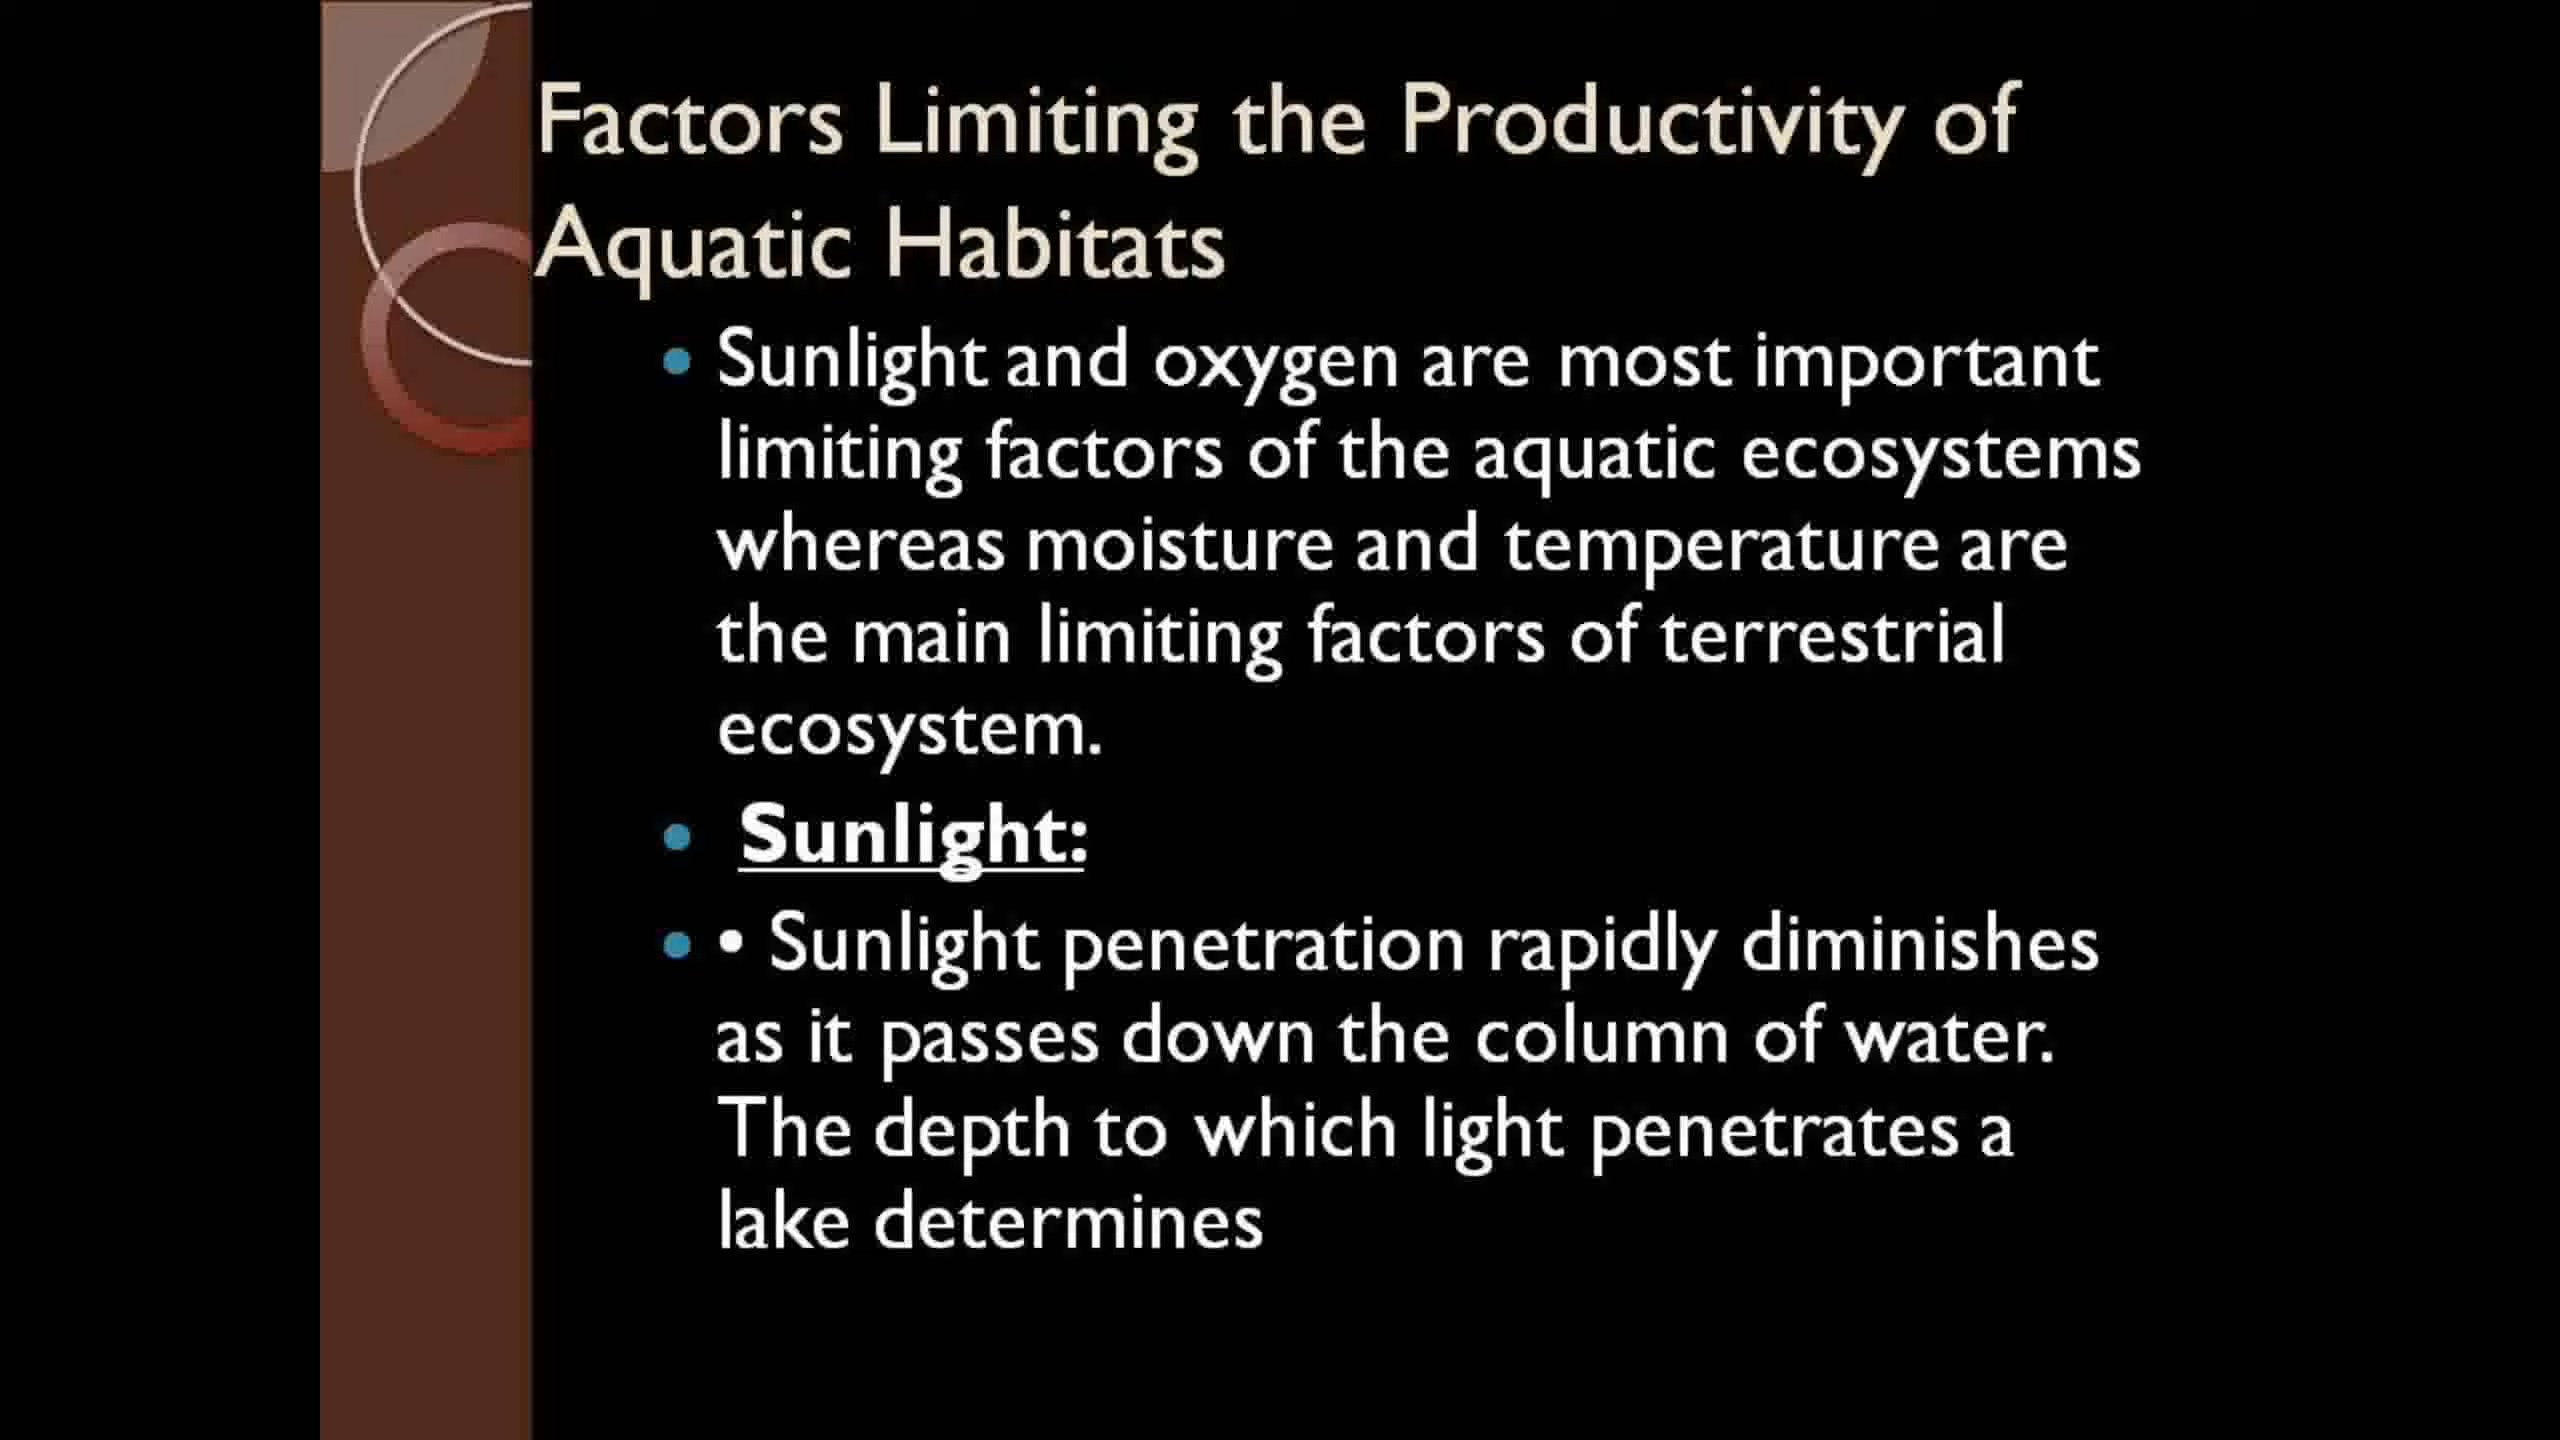 Factors Limiting the Productivity of
Aquatic Habitats
• Sunlight and oxygen are most important
limiting factors of the aquatic ecosystems
whereas moisture and temperature are
the main limiting factors of terrestrial
ecosystem.
• Sunlight:
• • Sunlight penetration rapidly diminishes
as it passes down the column of water.
The depth to which light penetrates a
lake determines